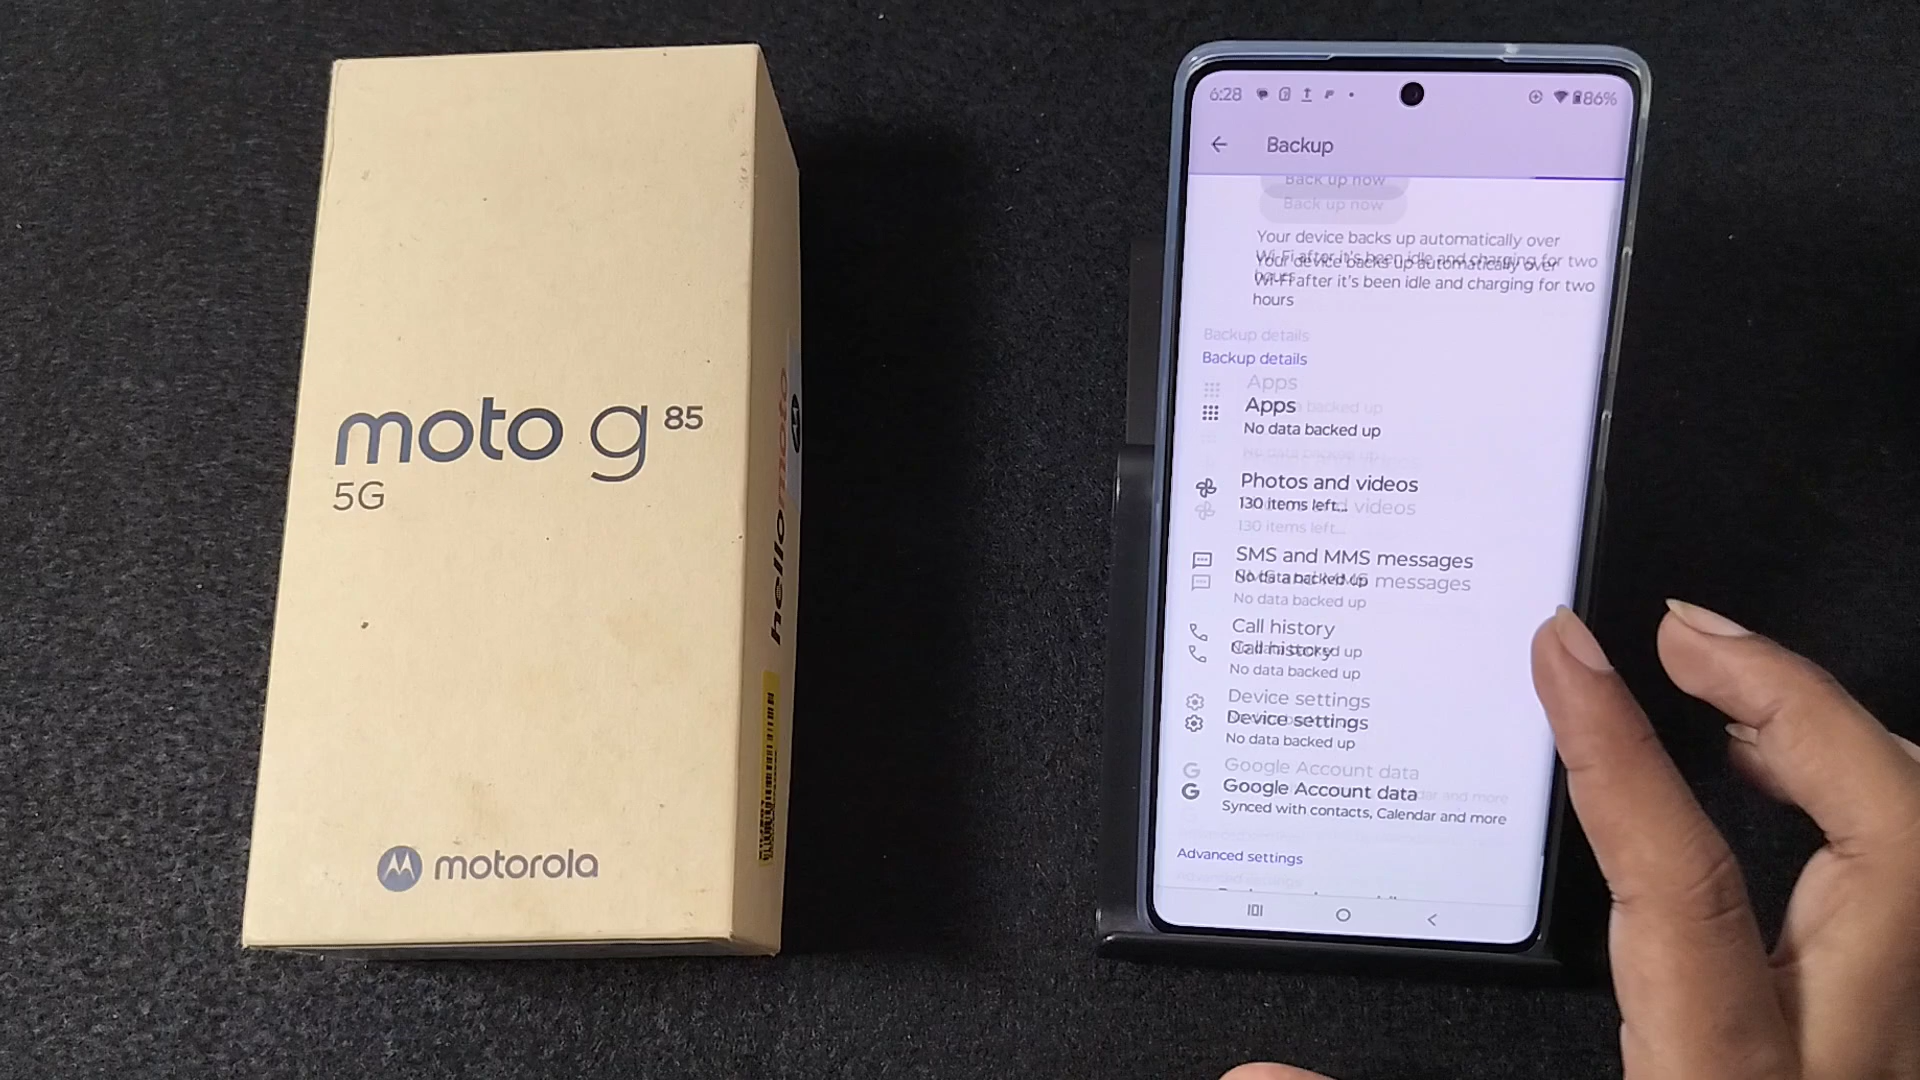 moto g 85
5G
motorola
hellomoto
6:28
86%
Backup
Back up now
Your device backs up automatically over
Wi-Fi after it's been idle and charging for two
hours
Backup details
Apps
No data backed up
Photos and videos
130 items left...
SMS and MMS messages
No data backed up
Call history
No data backed up
Device settings
No data backed up
Google Account data
Synced with contacts, Calendar and more
Advanced settings